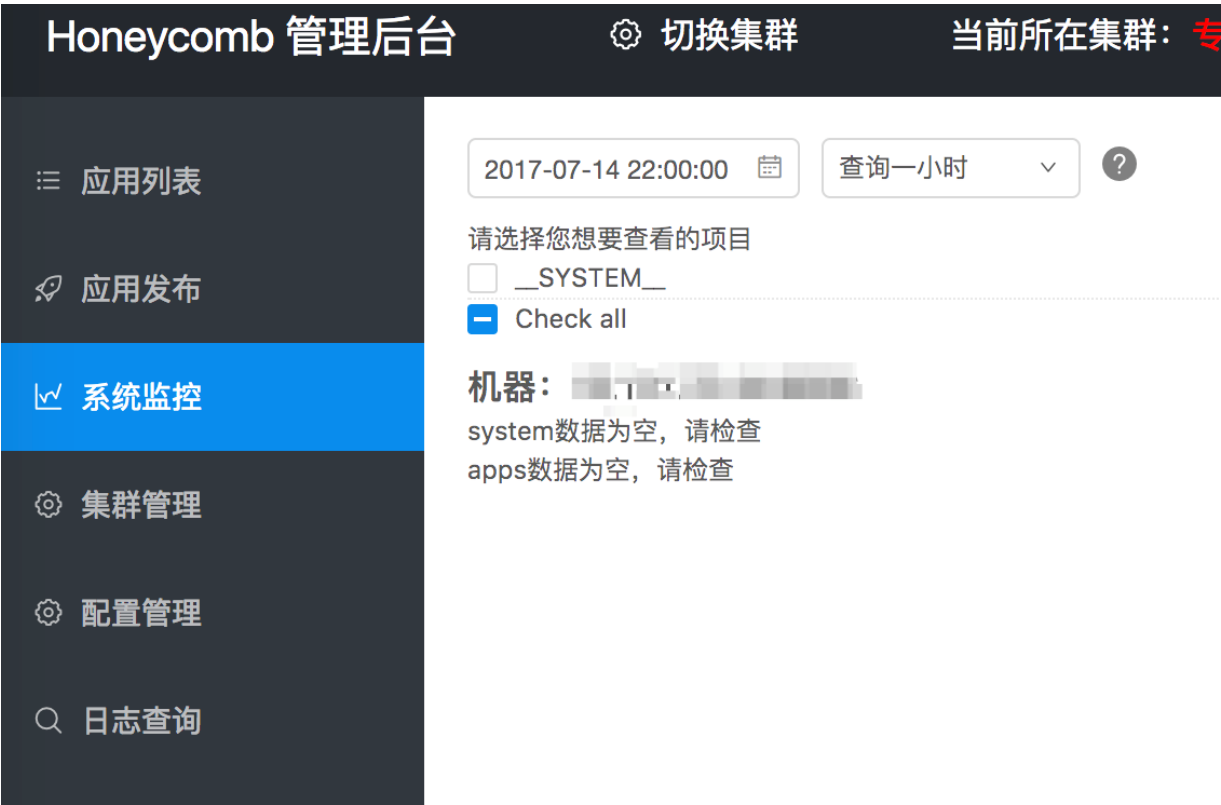 Honeycomb 管理后台 切换集群 当前所在集群：专
应用列表
应用发布
系统监控
集群管理
配置管理
日志查询
2017-07-14 22:00:00 查询一小时 ?
请选择您想要查看的项目
__SYSTEM__
Check all
机器：
system数据为空，请检查
apps数据为空，请检查